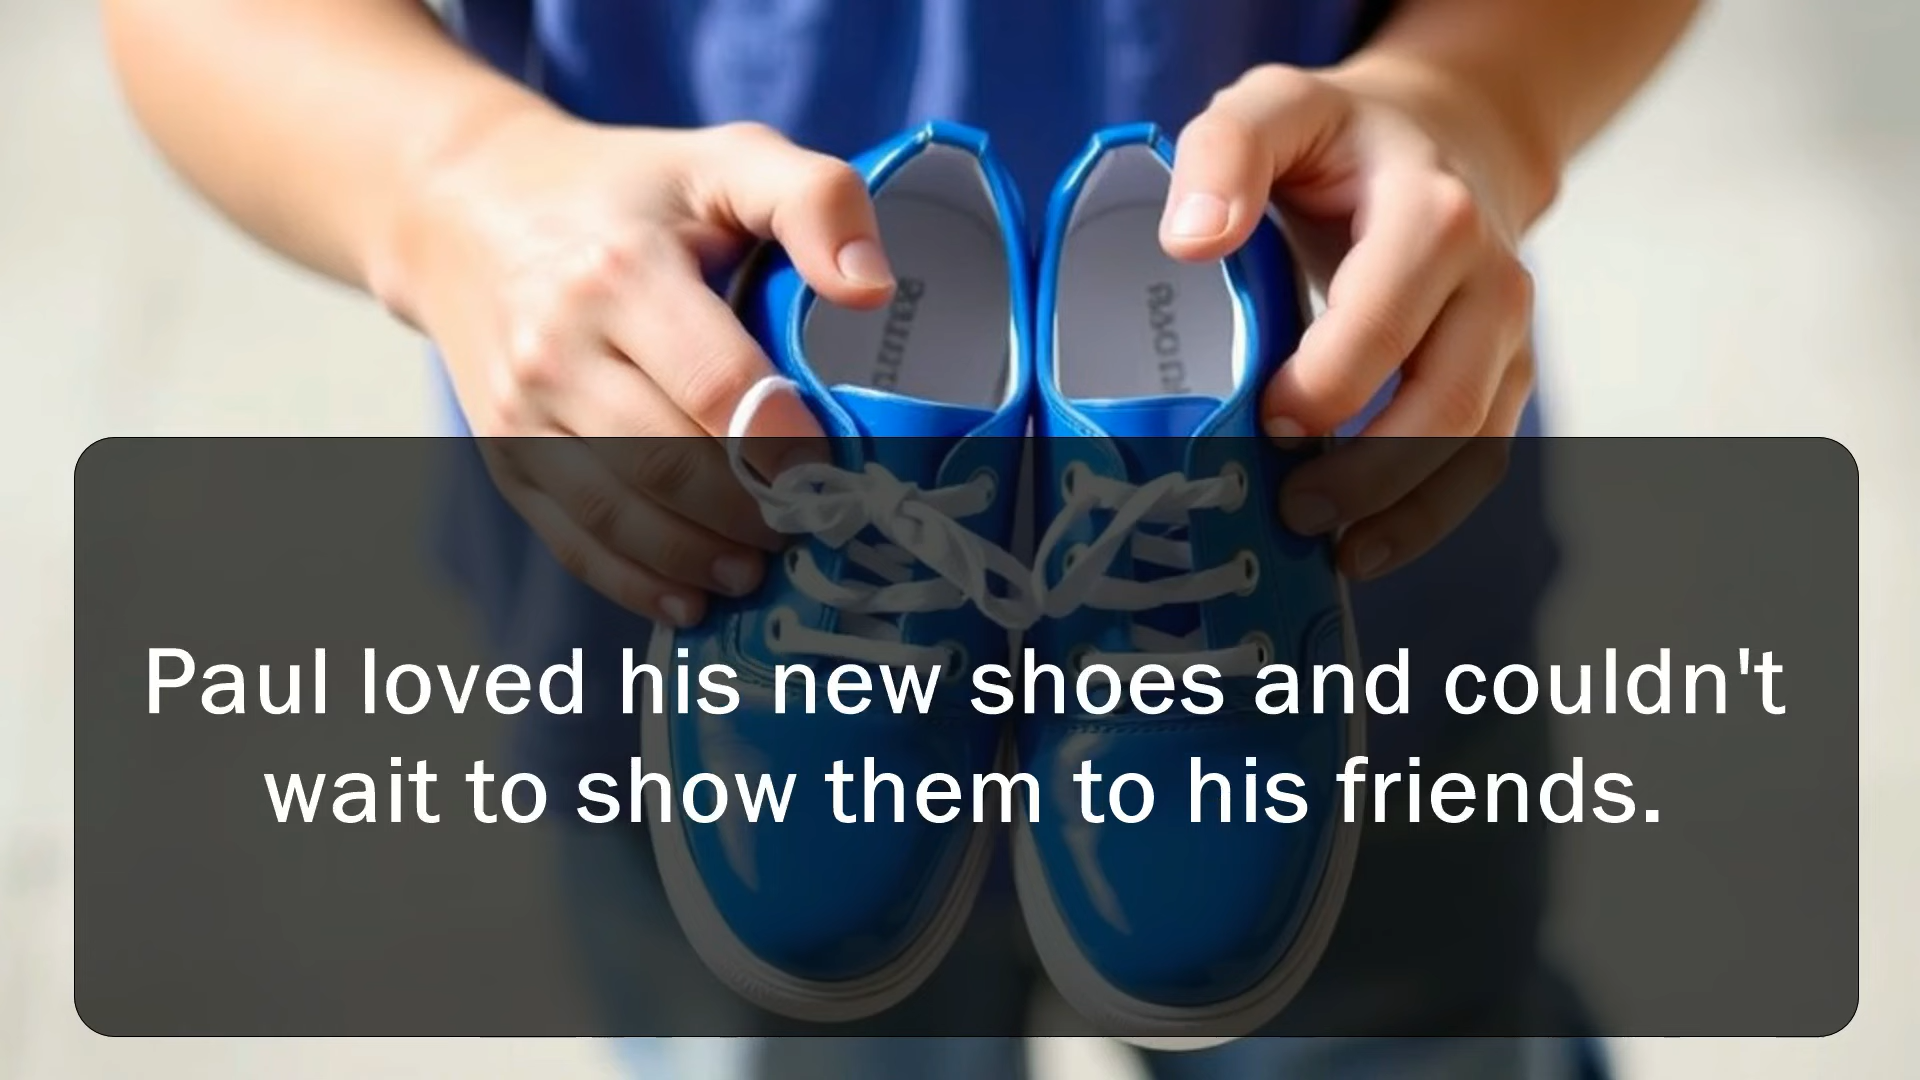 Paul loved his new shoes and couldn't
wait to show them to his friends.